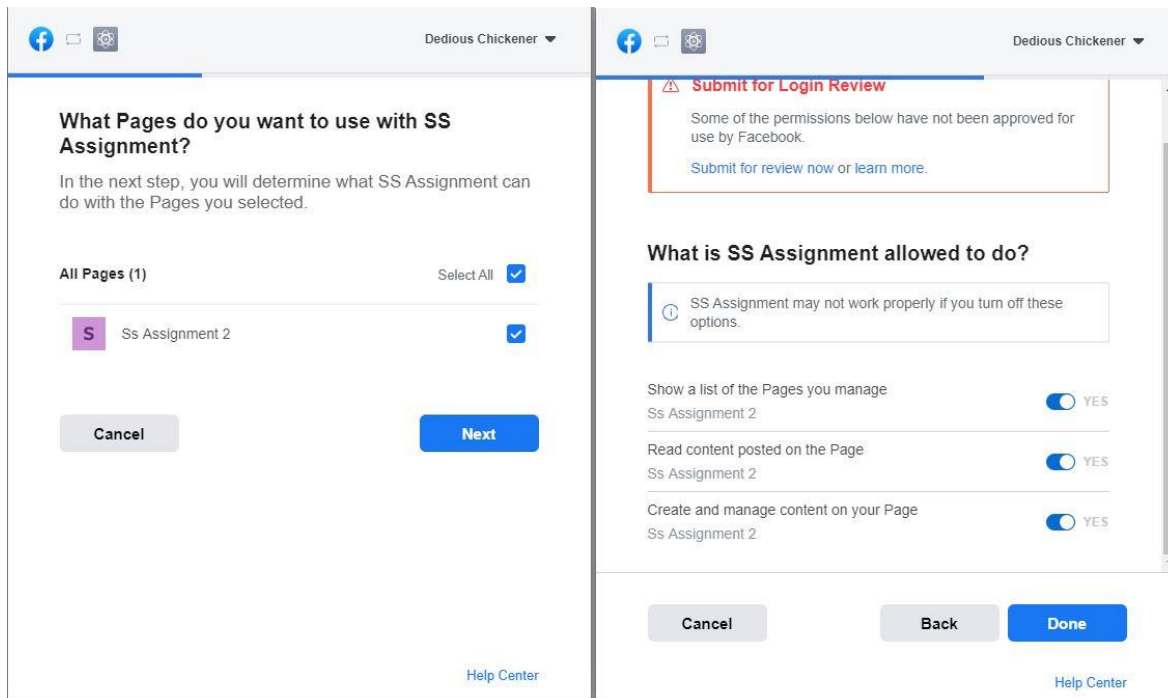 Dedious Chickener
What Pages do you want to use with SS
Assignment?
In the next step, you will determine what SS Assignment can
do with the Pages you selected.
All Pages (1)
Select All
S
Ss Assignment 2
Cancel
Next
Help Center
Dedious Chickener
Submit for Login Review
Some of the permissions below have not been approved for
use by Facebook.
Submit for review now or learn more.
What is SS Assignment allowed to do?
SS Assignment may not work properly if you turn off these
options.
Show a list of the Pages you manage
Ss Assignment 2
YES
Read content posted on the Page
Ss Assignment 2
YES
Create and manage content on your Page
Ss Assignment 2
YES
Cancel
Back
Done
Help Center